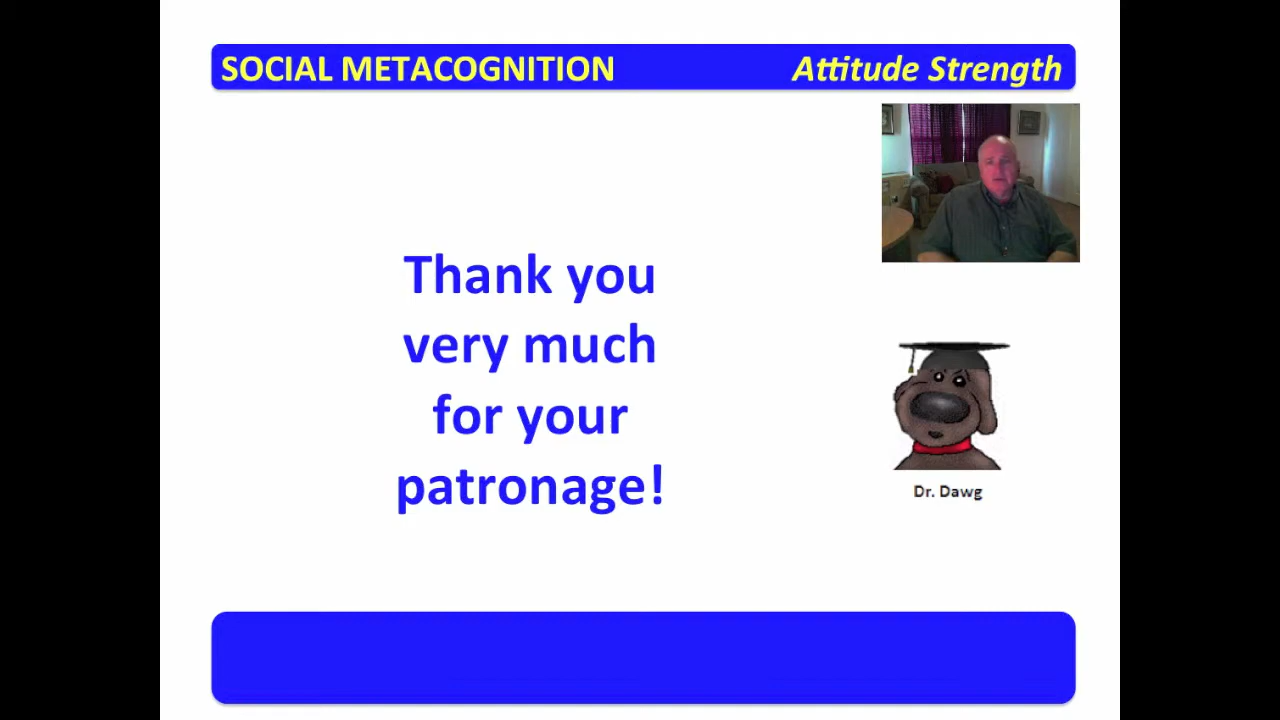 SOCIAL METACOGNITION Attitude Strength
Thank you
very much
for your
patronage!
Dr. Dawg